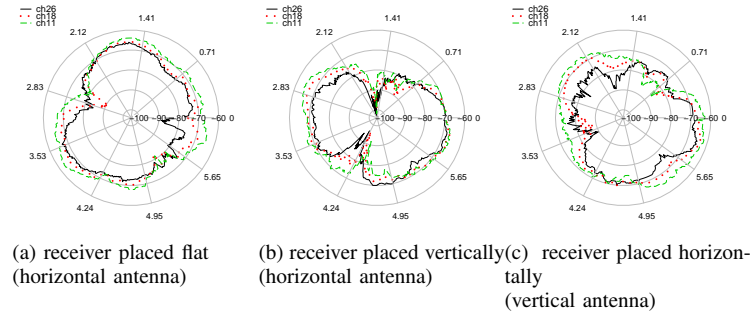 ch26
ch18
ch11
1.41
2.12
0.71
2.83
-100 -90 -80 -70 -60 0
3.53
5.65
4.24
4.95
ch26
ch18
ch11
1.41
2.12
0.71
2.83
-100 -90 -80 -70 -60 0
3.53
5.65
4.24
4.95
ch26
ch18
ch11
1.41
2.12
0.71
2.83
-100 -90 -80 -70 -60 0
3.53
5.65
4.24
4.95
(a) receiver placed flat
(horizontal antenna)
(b) receiver placed vertically
(horizontal antenna)
(c) receiver placed horizon-
tally
(vertical antenna)